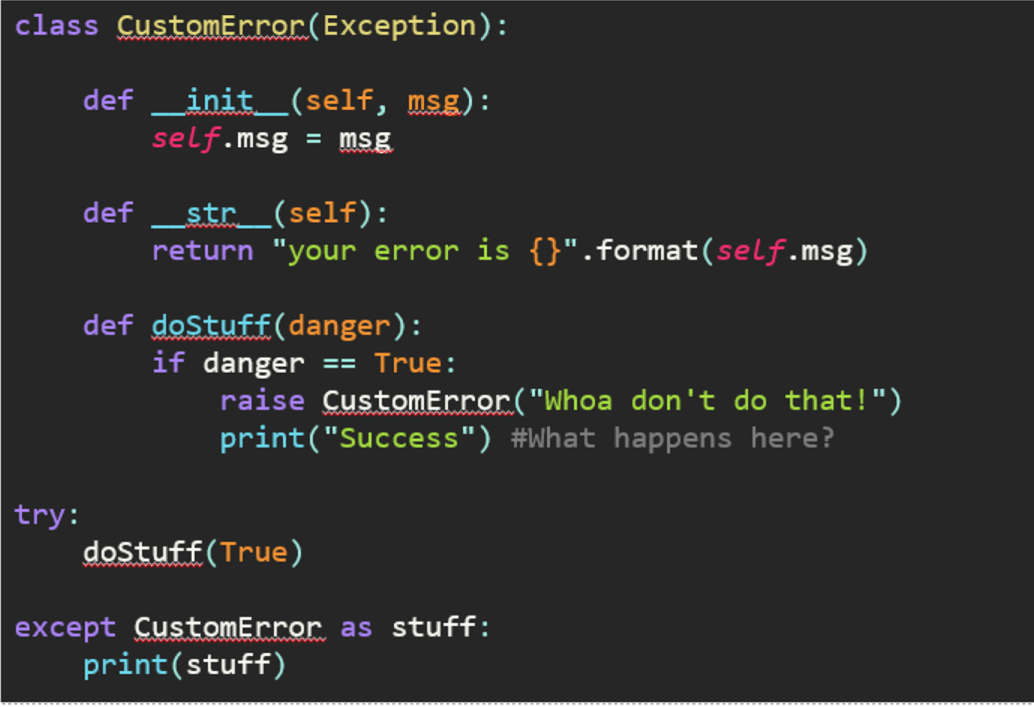 class CustomError(Exception):
    def __init__(self, msg):
        self.msg = msg
    def __str__(self):
        return "your error is {}".format(self.msg)
    def doStuff(danger):
        if danger == True:
            raise CustomError("Whoa don't do that!")
            print("Success") #What happens here?
try:
    doStuff(True)
except CustomError as stuff:
    print(stuff)